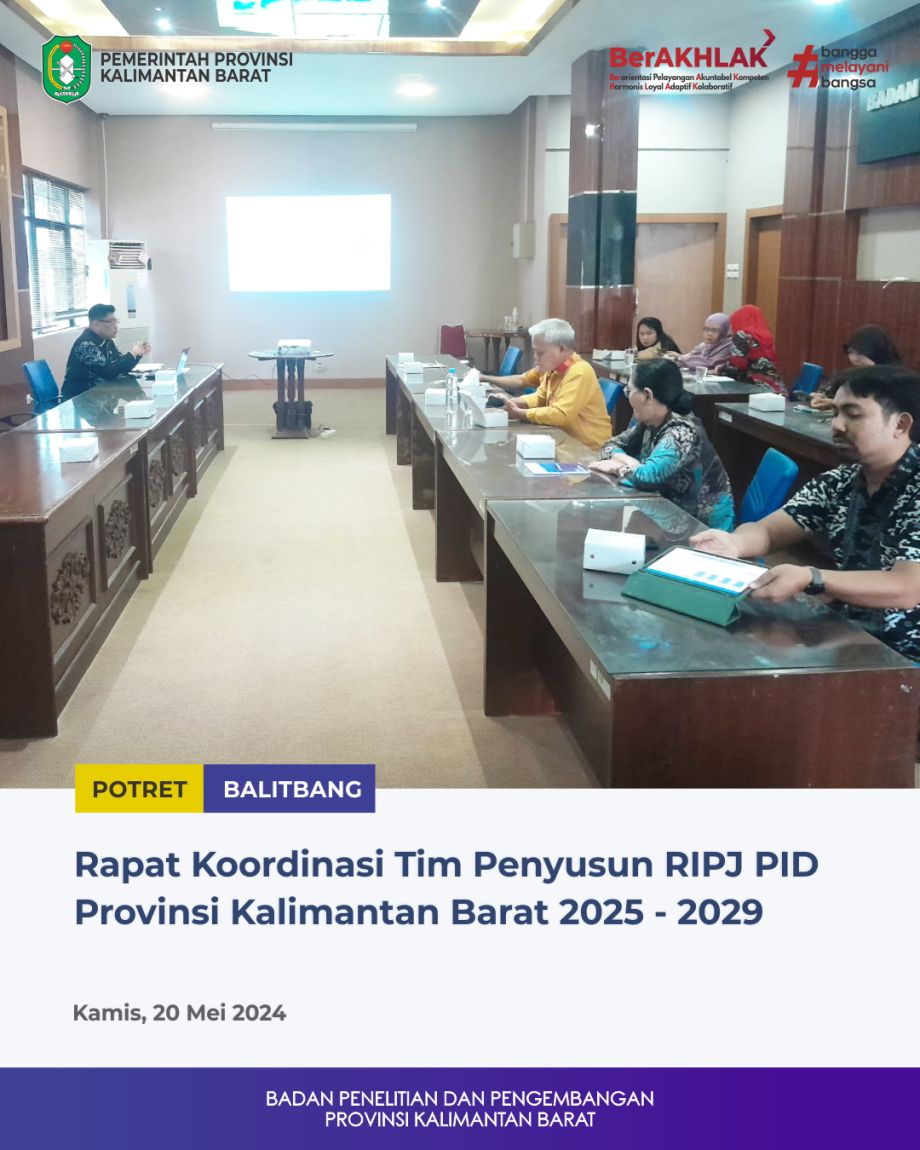 PEMERINTAH PROVINSI
KALIMANTAN BARAT
BerAKHLAK
Berorientasi Pelayangan Akuntabel Kompeten
Harmonis Loyal Adaptif Kolaboratif
#bangga
melayani
bangsa
BADAN
POTRET BALITBANG
Rapat Koordinasi Tim Penyusun RIPJ PID
Provinsi Kalimantan Barat 2025 - 2029
Kamis, 20 Mei 2024
BADAN PENELITIAN DAN PENGEMBANGAN
PROVINSI KALIMANTAN BARAT